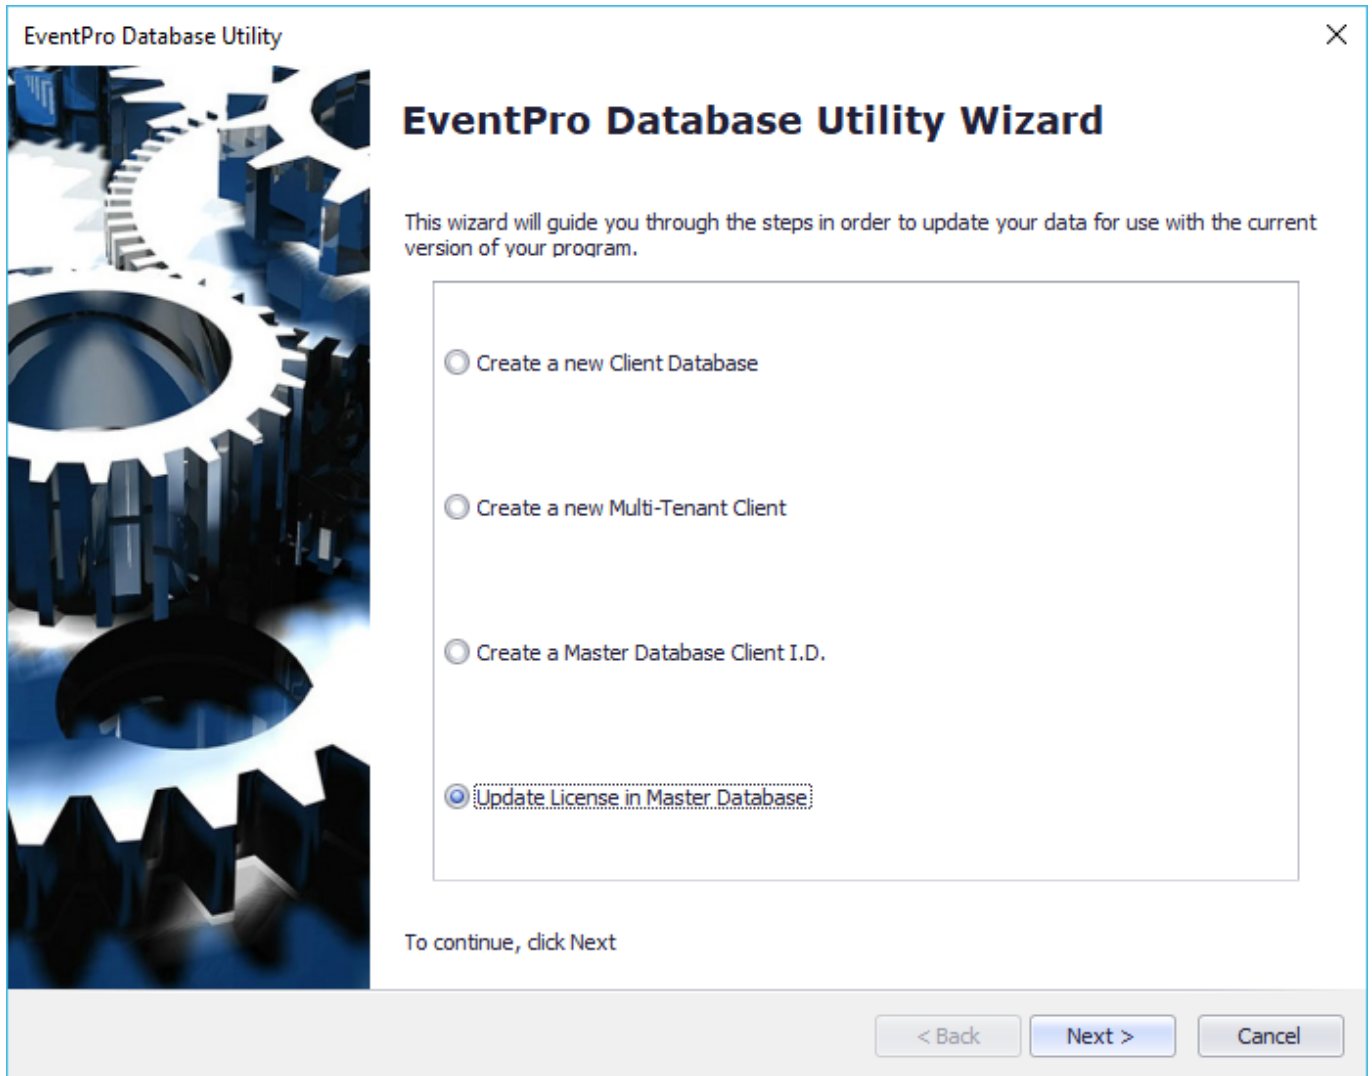 EventPro Database Utility
EventPro Database Utility Wizard
This wizard will guide you through the steps in order to update your data for use with the current
version of your program.
Create a new Client Database
Create a new Multi-Tenant Client
Create a Master Database Client I.D.
Update License in Master Database
To continue, click Next
< Back
Next >
Cancel